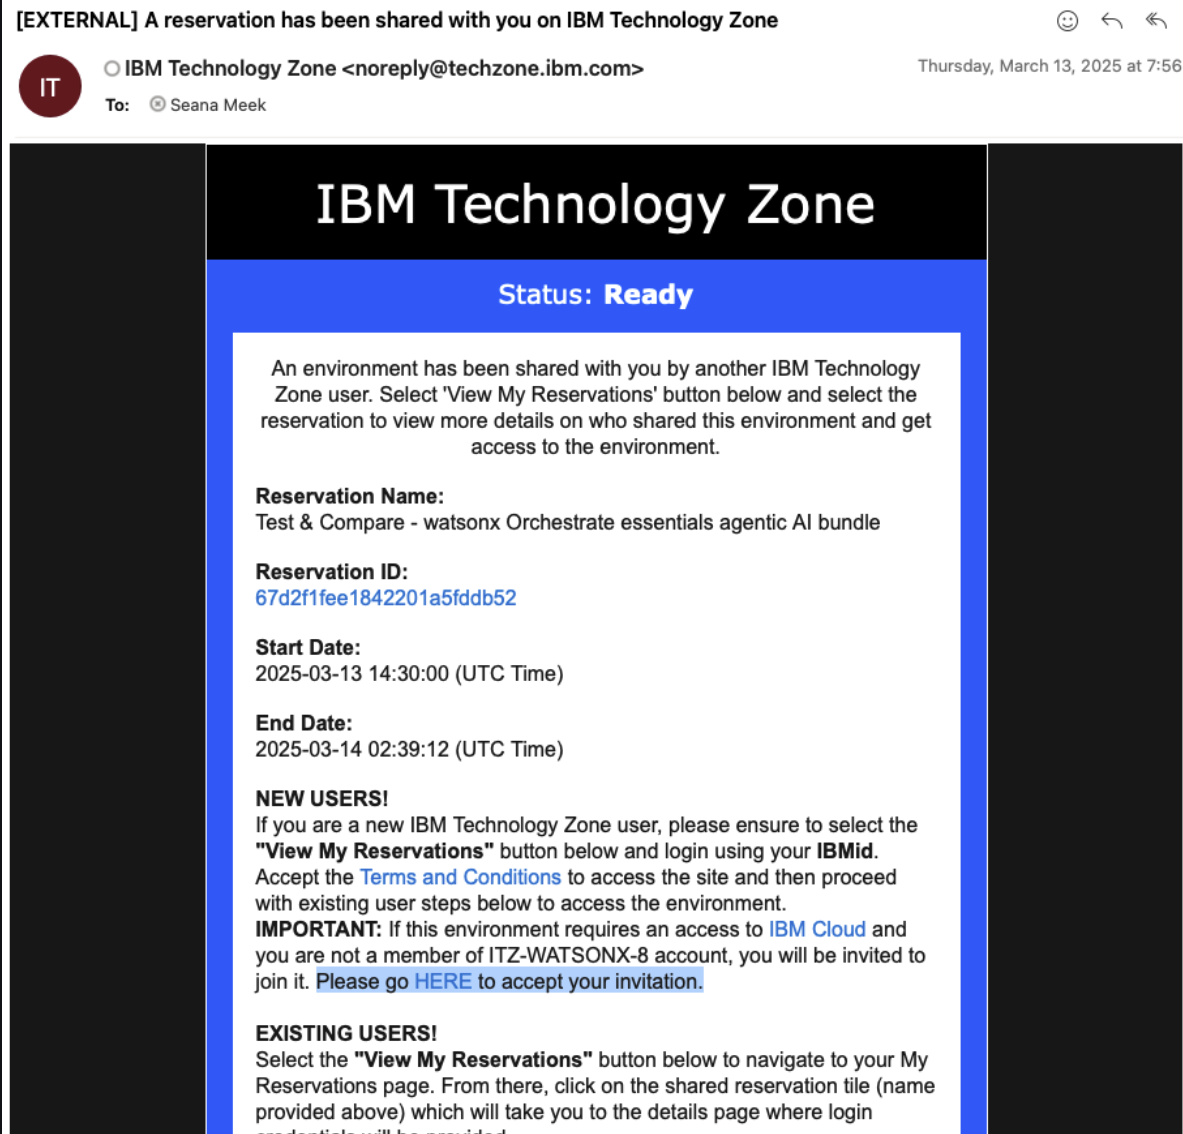 [EXTERNAL] A reservation has been shared with you on IBM Technology Zone
IT
IBM Technology Zone <noreply@techzone.ibm.com>
Thursday, March 13, 2025 at 7:56
To: Seana Meek
IBM Technology Zone
Status: Ready
An environment has been shared with you by another IBM Technology
Zone user. Select 'View My Reservations' button below and select the
reservation to view more details on who shared this environment and get
access to the environment.
Reservation Name:
Test & Compare - watsonx Orchestrate essentials agentic AI bundle
Reservation ID:
67d2f1fee1842201a5fddb52
Start Date:
2025-03-13 14:30:00 (UTC Time)
End Date:
2025-03-14 02:39:12 (UTC Time)
NEW USERS!
If you are a new IBM Technology Zone user, please ensure to select the
"View My Reservations" button below and login using your IBMid.
Accept the Terms and Conditions to access the site and then proceed
with existing user steps below to access the environment.
IMPORTANT: If this environment requires an access to IBM Cloud and
you are not a member of ITZ-WATSONX-8 account, you will be invited to
join it. Please go HERE to accept your invitation.
EXISTING USERS!
Select the "View My Reservations" button below to navigate to your My
Reservations page. From there, click on the shared reservation tile (name
provided above) which will take you to the details page where login
credentials will be provided